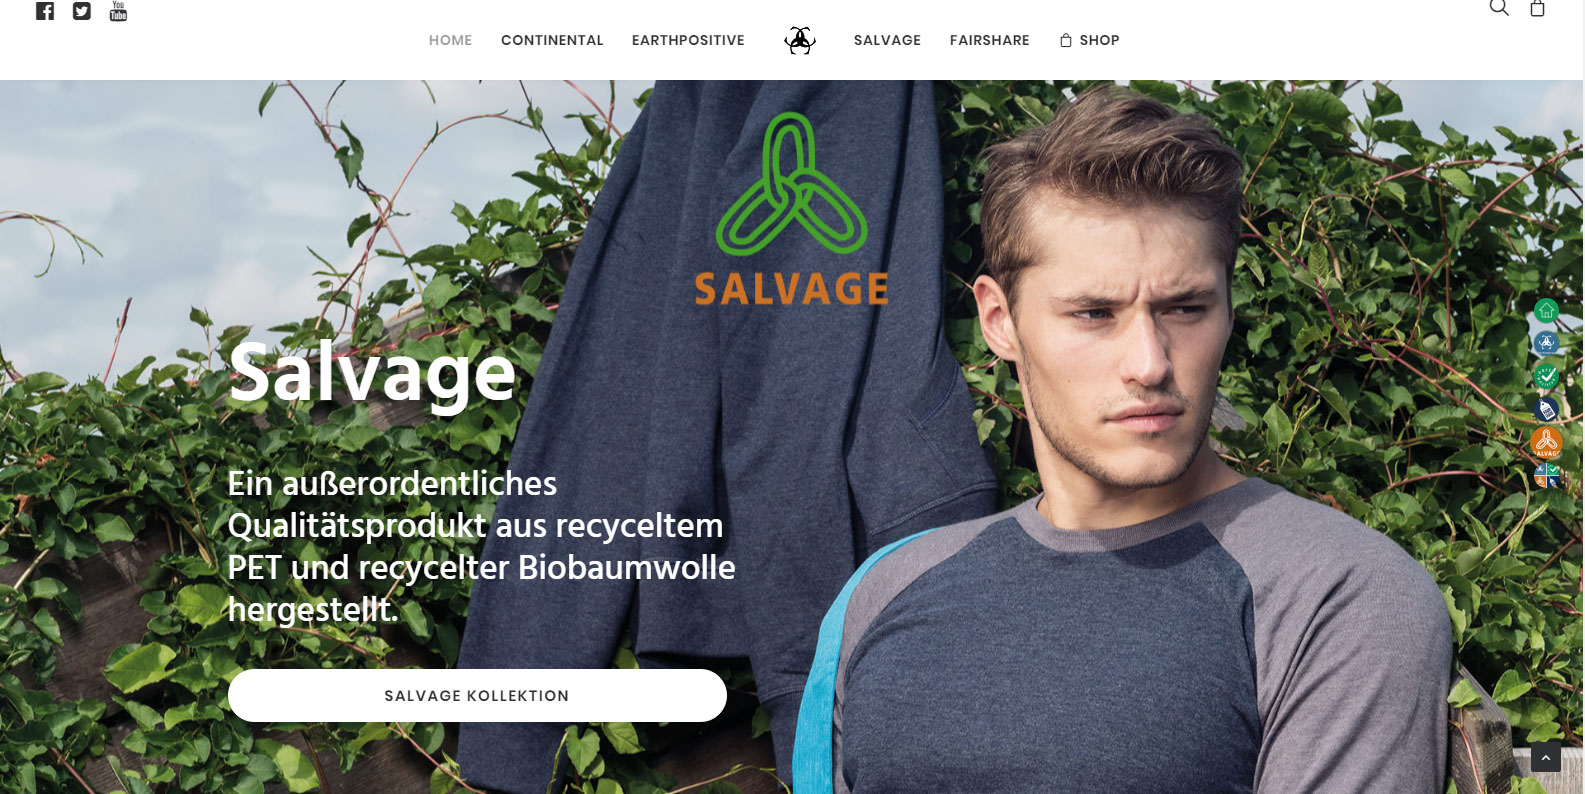 You
Tube
HOME
CONTINENTAL
EARTHPOSITIVE
SALVAGE
FAIRSHARE
SHOP
SALVAGE
Salvage
Ein außerordentliches
Qualitätsprodukt aus recyceltem
PET und recycelter Biobaumwolle
hergestellt.
SALVAGE KOLLEKTION
SALVAGE